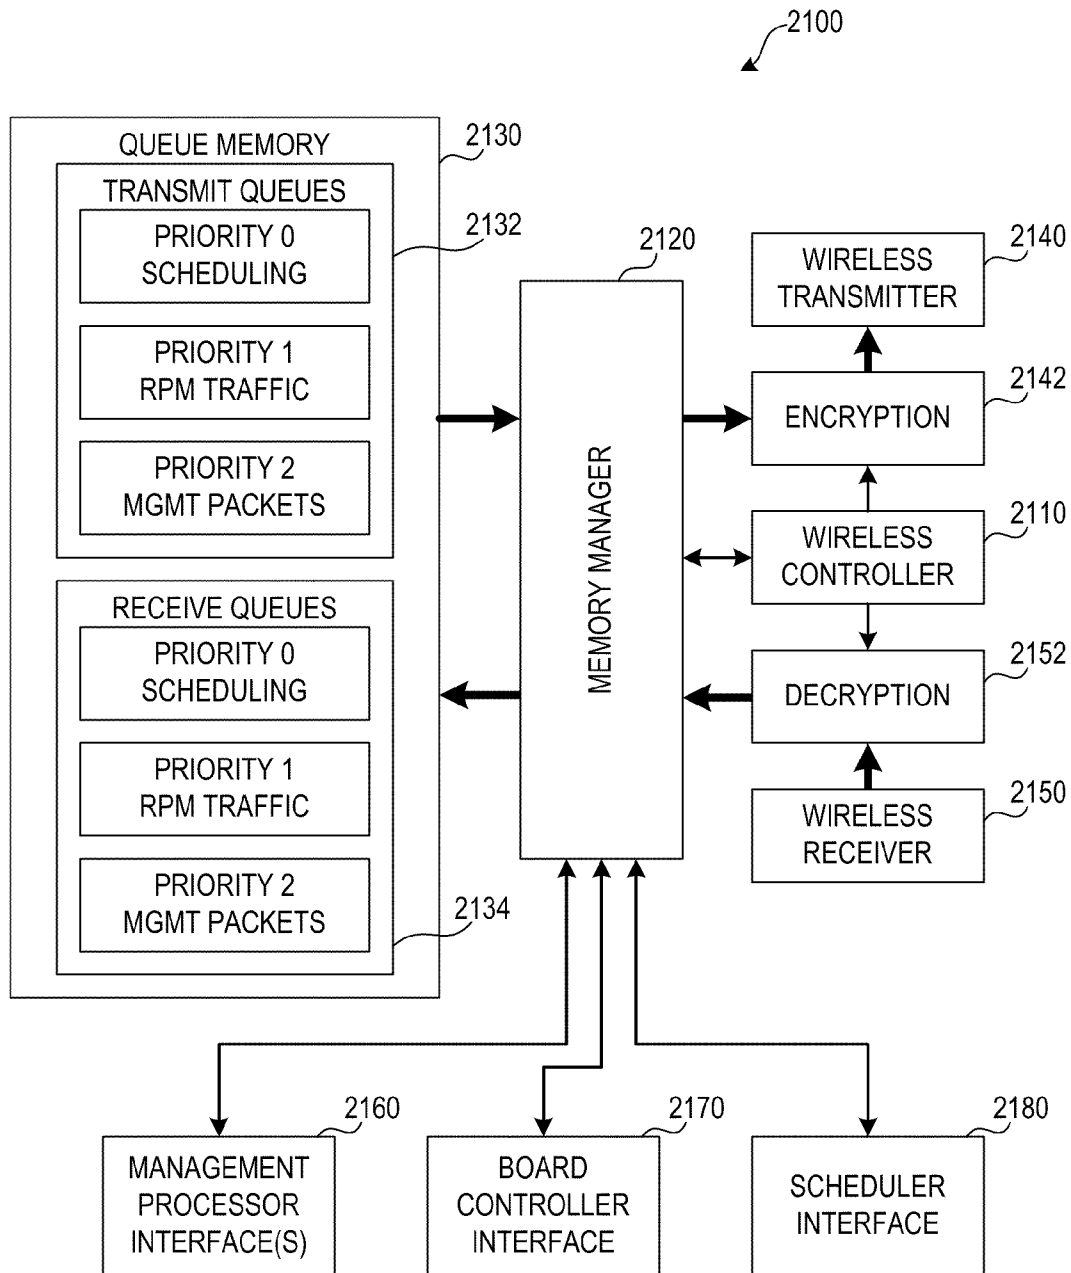 2100
QUEUE MEMORY
2130
TRANSMIT QUEUES
2132
PRIORITY 0
SCHEDULING
PRIORITY 1
RPM TRAFFIC
PRIORITY 2
MGMT PACKETS
RECEIVE QUEUES
PRIORITY 0
SCHEDULING
PRIORITY 1
RPM TRAFFIC
PRIORITY 2
MGMT PACKETS
2134
2120
MEMORY MANAGER
2140
WIRELESS
TRANSMITTER
2142
ENCRYPTION
2110
WIRELESS
CONTROLLER
2152
DECRYPTION
2150
WIRELESS
RECEIVER
2160
MANAGEMENT
PROCESSOR
INTERFACE(S)
2170
BOARD
CONTROLLER
INTERFACE
2180
SCHEDULER
INTERFACE